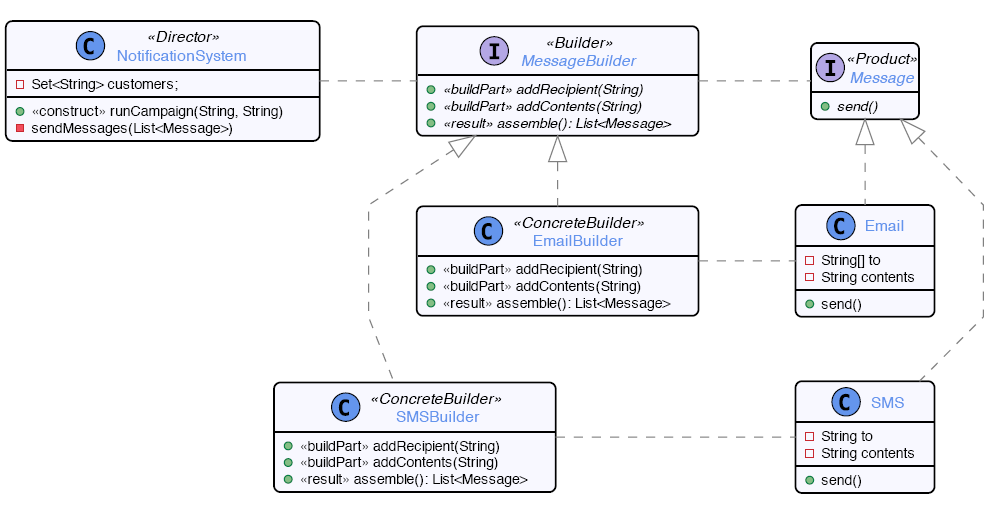 «Director»
C NotificationSystem
Set<String> customers;
«construct» runCampaign(String, String)
sendMessages(List<Message>)
«Builder»
I MessageBuilder
«buildPart» addRecipient(String)
«buildPart» addContents(String)
«result» assemble(): List<Message>
«Product»
I Message
send()
«ConcreteBuilder»
C EmailBuilder
«buildPart» addRecipient(String)
«buildPart» addContents(String)
«result» assemble(): List<Message>
C Email
String[] to
String contents
send()
«ConcreteBuilder»
C SMSBuilder
«buildPart» addRecipient(String)
«buildPart» addContents(String)
«result» assemble(): List<Message>
C SMS
String to
String contents
send()